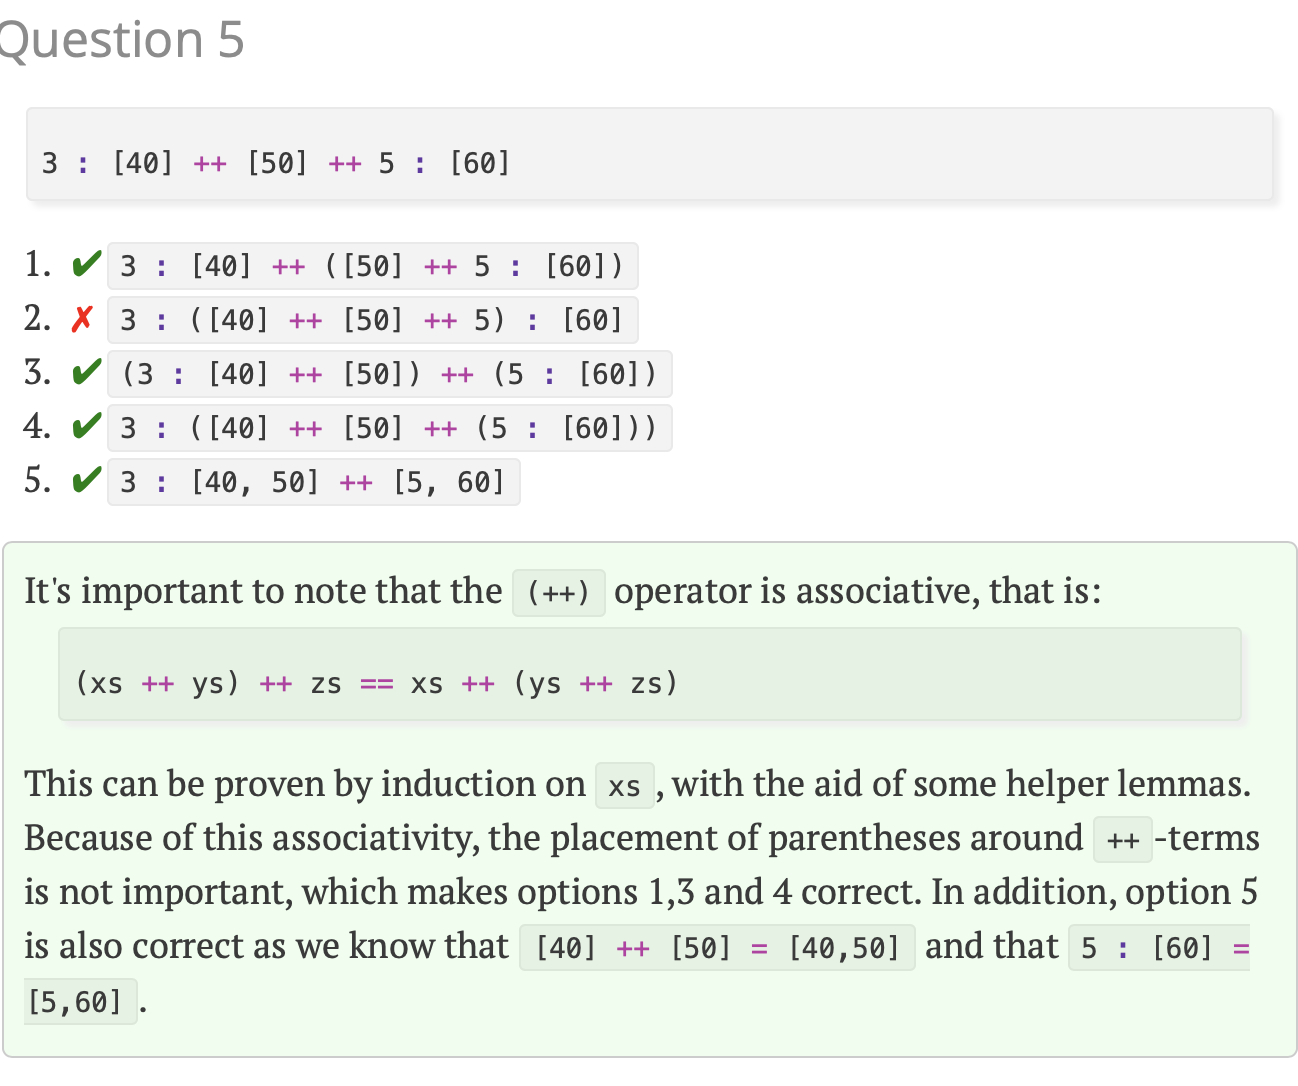 Question 5
3 : [40] ++ [50] ++ 5 : [60]
1. ✔ 3 : [40] ++ ([50] ++ 5 : [60])
2. ✗ 3 : ([40] ++ [50] ++ 5) : [60]
3. ✔ (3 : [40] ++ [50]) ++ (5 : [60])
4. ✔ 3 : ([40] ++ [50] ++ (5 : [60]))
5. ✔ 3 : [40, 50] ++ [5, 60]
It's important to note that the (++) operator is associative, that is:
(xs ++ ys) ++ zs == xs ++ (ys ++ zs)
This can be proven by induction on xs, with the aid of some helper lemmas.
Because of this associativity, the placement of parentheses around ++-terms
is not important, which makes options 1,3 and 4 correct. In addition, option 5
is also correct as we know that [40] ++ [50] = [40,50] and that 5 : [60] =
[5,60].